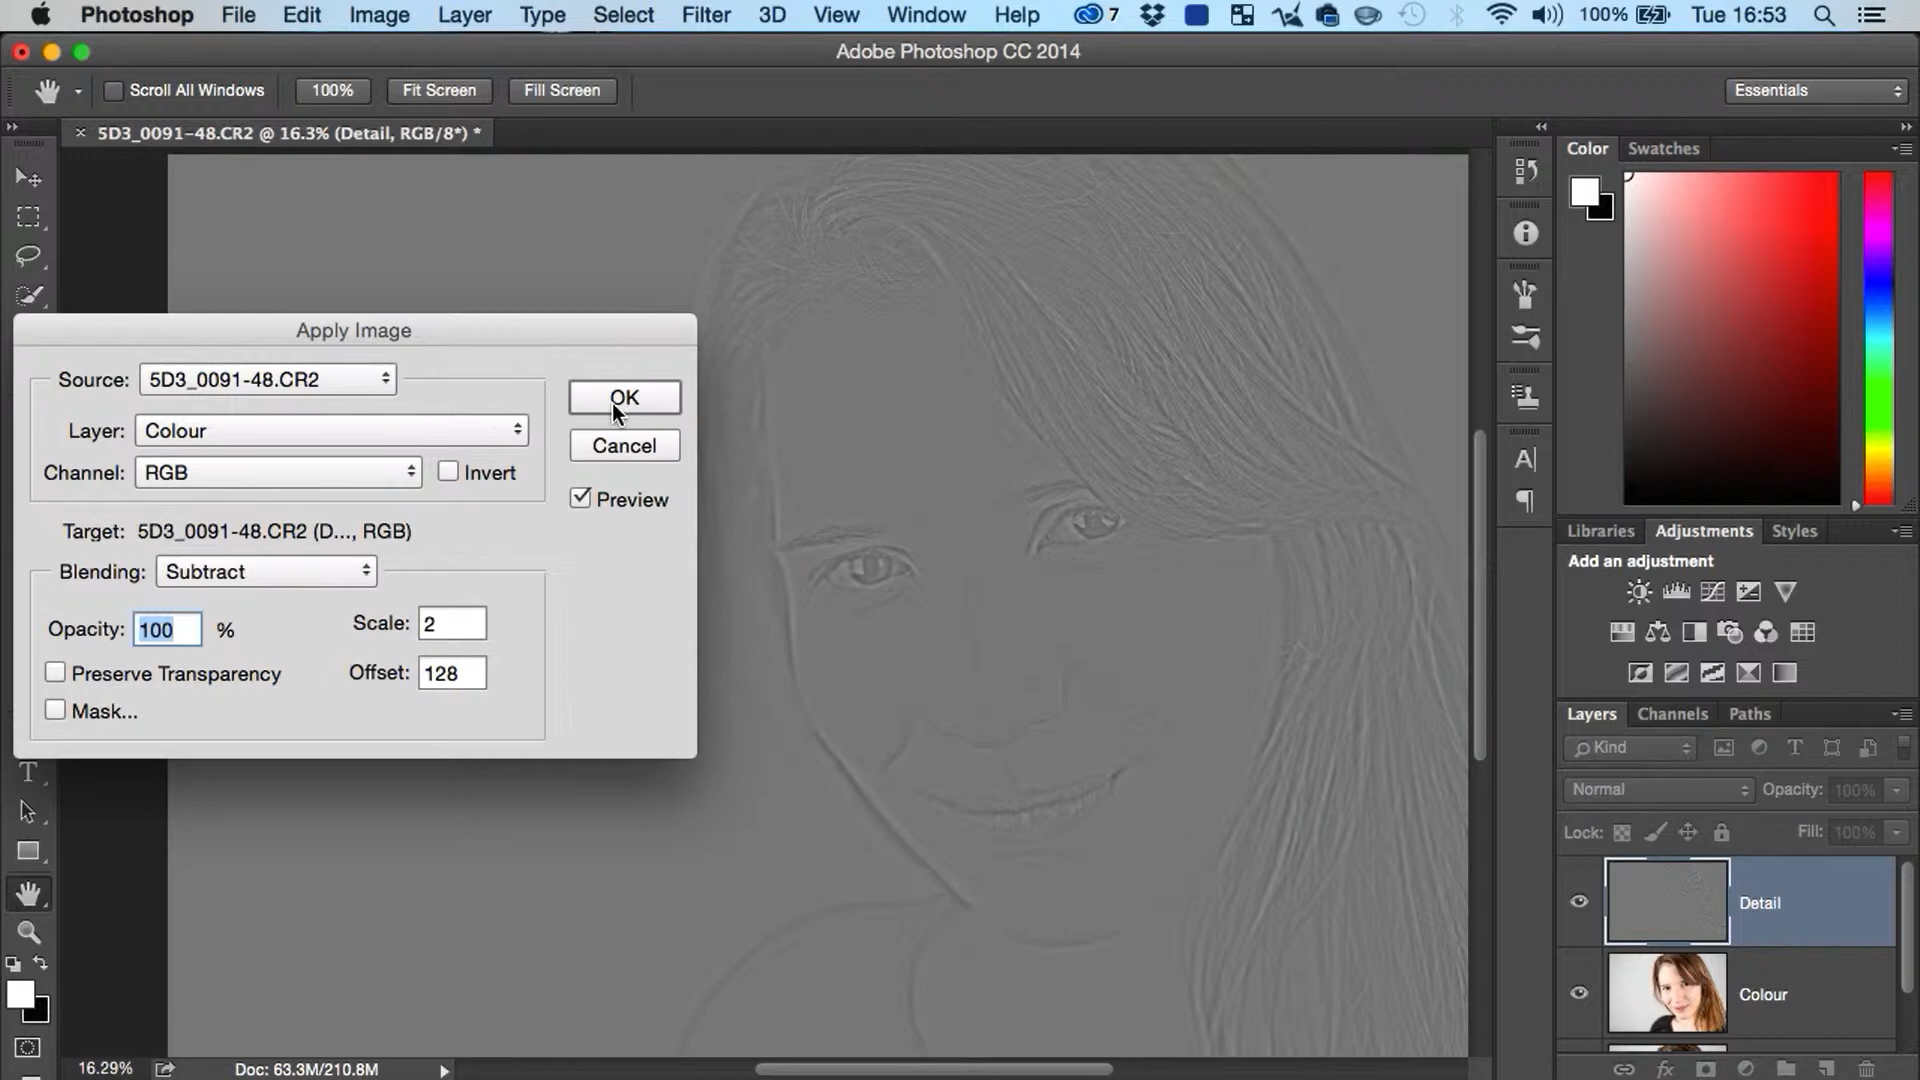 Photoshop File Edit Image Layer Type Select Filter 3D View Window Help 7 100% Tue 16:53
Adobe Photoshop CC 2014
Scroll All Windows 100% Fit Screen Fill Screen Essentials
5D3_0091-48.CR2 @ 16.3% (Detail, RGB/8*) *
Color Swatches
Apply Image
Source: 5D3_0091-48.CR2
OK
Layer: Colour
Cancel
Channel: RGB Invert
Preview
Target: 5D3_0091-48.CR2 (D..., RGB)
Blending: Subtract
Opacity: 100 % Scale: 2
Preserve Transparency Offset: 128
Mask...
Libraries Adjustments Styles
Add an adjustment
Layers Channels Paths
Kind
Normal Opacity: 100%
Lock: Fill: 100%
Detail
Colour
16.29% Doc: 63.3M/210.8M